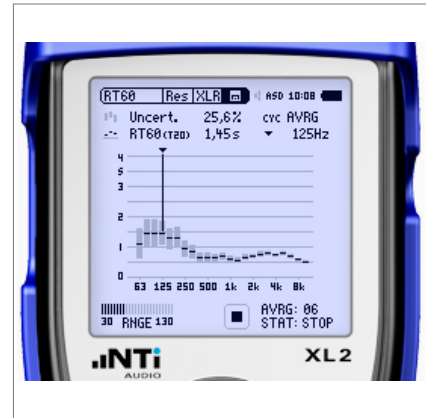 RT60 Res XLR ASD 10:08
Uncert. 25,6% cyc AVRG
RT60(T20) 1,45s 125Hz
4
s
3
2
1
0
63 125 250 500 1k 2k 4k 8k
30 RNGE 130
AVRG: 06
STAT: STOP
NTi XL2
AUDIO